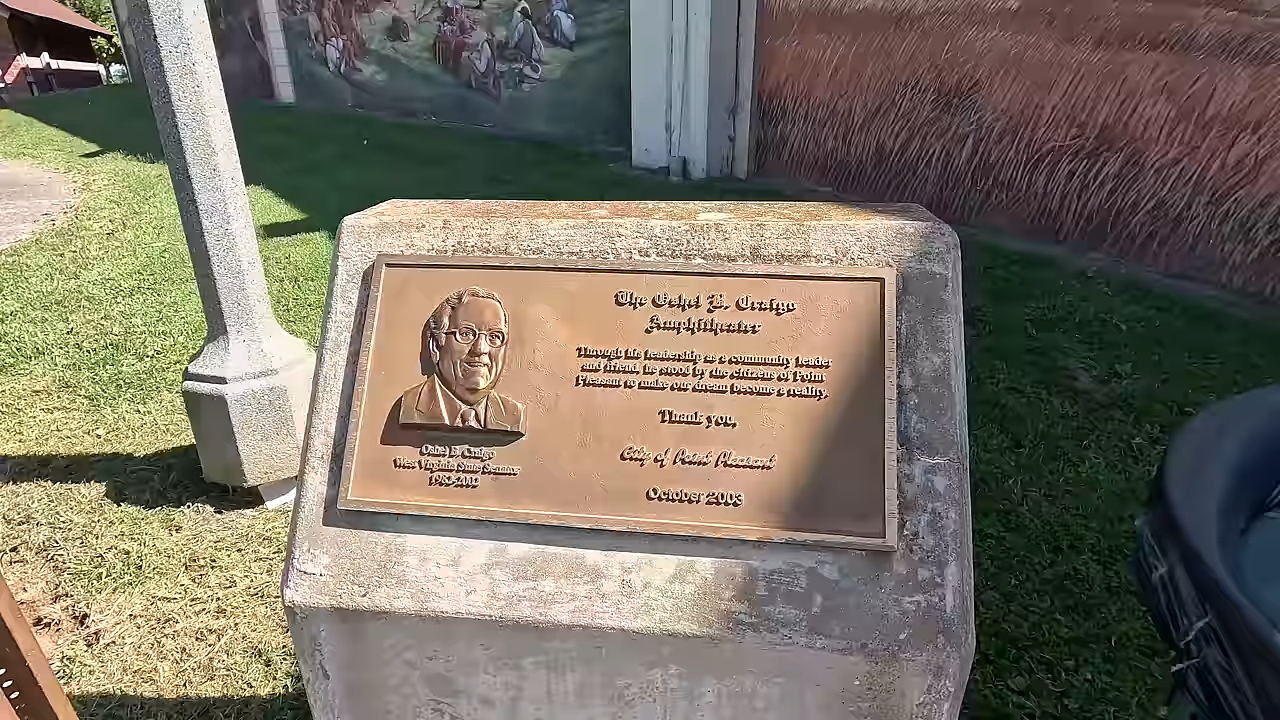 The Oshel B. Craigo
Amphitheater
Through his leadership as a community leader
and friend he stood by the citizens of Point
Pleasant to make our dream become a reality.
Thank you,
City of Point Pleasant
October 2003
Oshel B. Craigo
West Virginia State Senator